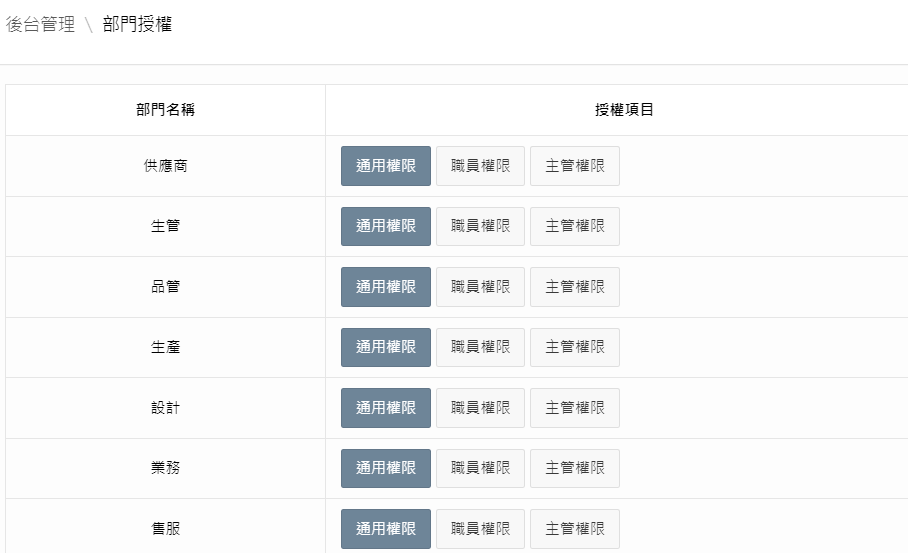 後台管理 \ 部門授權
部門名稱 授權項目
供應商 通用權限 職員權限 主管權限
生管 通用權限 職員權限 主管權限
品管 通用權限 職員權限 主管權限
生產 通用權限 職員權限 主管權限
設計 通用權限 職員權限 主管權限
業務 通用權限 職員權限 主管權限
售服 通用權限 職員權限 主管權限